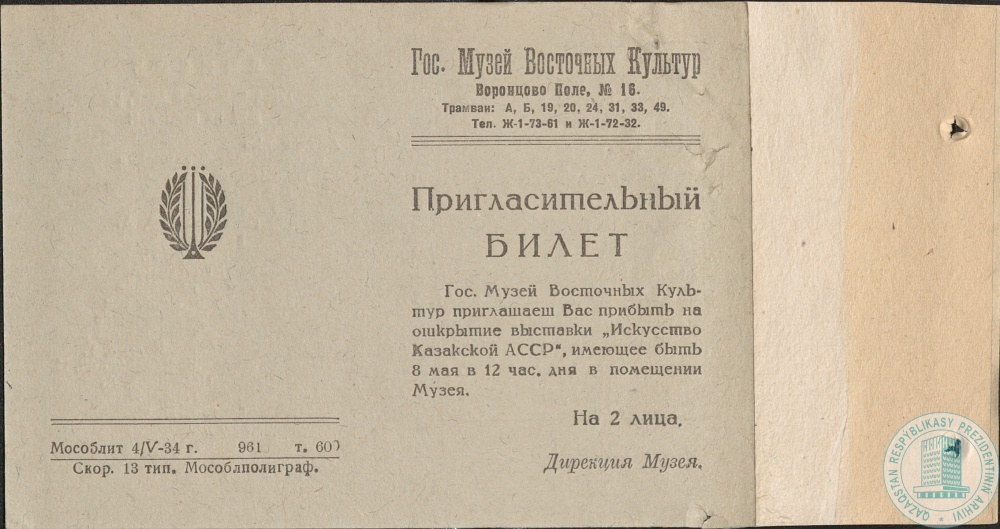 Гос. Музей Восточных Культур
Воронцово Поле, № 16.
Трамваи: А, Б, 19, 20, 24, 31, 33, 49.
Тел. Ж-1-73-61 и Ж-1-72-32.
Пригласительный
БИЛЕТ
Гос. Музей Восточных Куль-
тур приглашает Вас прибыть на
открытие выставки „Искусство
Казакской АССР“, имеющее быть
8 мая в 12 час. дня в помещении
Музея.
На 2 лица.
Дирекция Музея.
Мособлит 4/V-34 г. 961 т. 600
Скор. 13 тип. Мособлполиграф.
QAZAQSTAN RESPÝBLIKASY PREZIDENTINIŃ ARHIVI